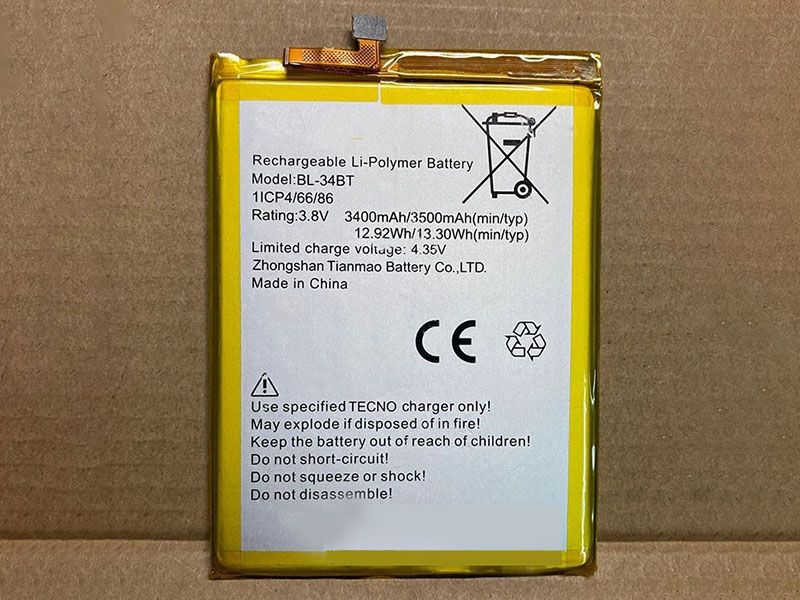 Rechargeable Li-Polymer Battery
Model:BL-34BT
1ICP4/66/86
Rating:3.8V 3400mAh/3500mAh(min/typ)
12.92Wh/13.30Wh(min/typ)
Limited charge voltage: 4.35V
Zhongshan Tianmao Battery Co.,LTD.
Made in China
CE
Use specified TECNO charger only!
May explode if disposed of in fire!
Keep the battery out of reach of children!
Do not short-circuit!
Do not squeeze or shock!
Do not disassemble!